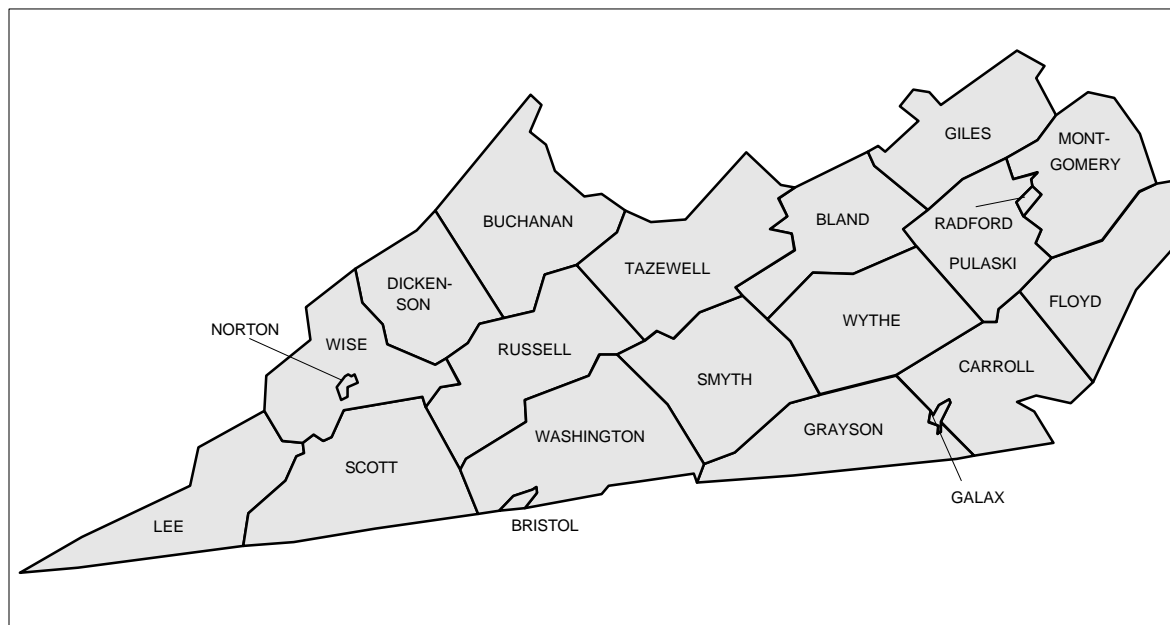 GILES
MONT-
GOMERY
BUCHANAN
BLAND
RADFORD
TAZEWELL
PULASKI
DICKEN-
SON
FLOYD
NORTON
WISE
WYTHE
RUSSELL
CARROLL
SMYTH
GRAYSON
WASHINGTON
SCOTT
GALAX
LEE
BRISTOL